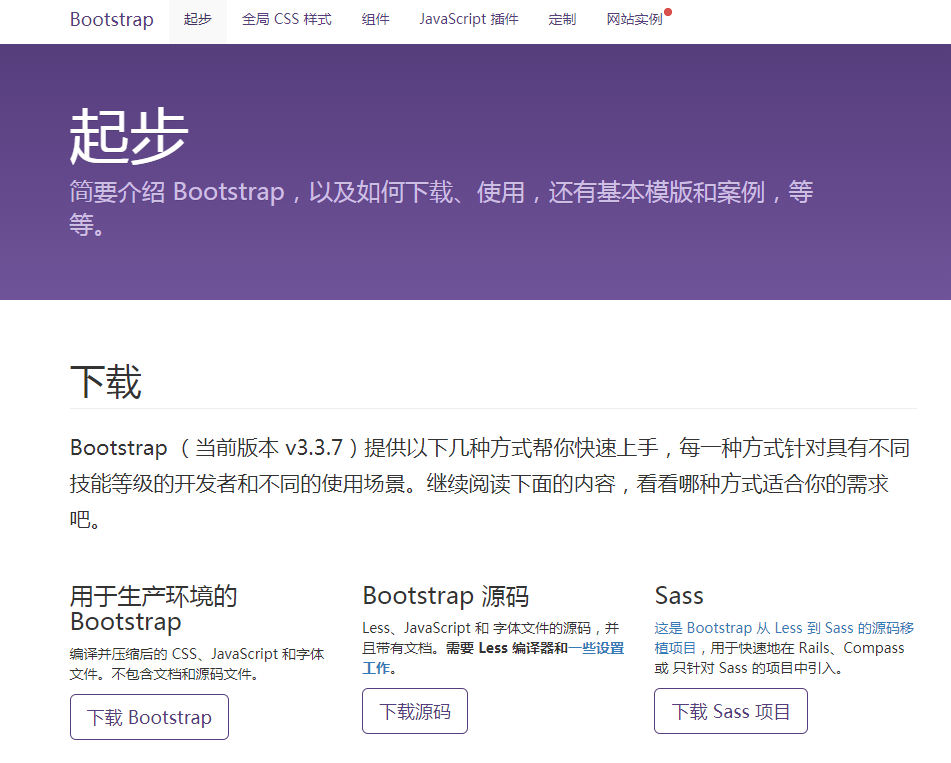 Bootstrap 起步 全局 CSS 样式 组件 JavaScript 插件 定制 网站实例
起步
简要介绍 Bootstrap，以及如何下载、使用，还有基本模版和案例，等
等。
下载
Bootstrap （当前版本 v3.3.7）提供以下几种方式帮你快速上手，每一种方式针对具有不同
技能等级的开发者和不同的使用场景。继续阅读下面的内容，看看哪种方式适合你的需求
吧。
用于生产环境的
Bootstrap
编译并压缩后的 CSS、JavaScript 和字体
文件。不包含文档和源码文件。
下载 Bootstrap
Bootstrap 源码
Less、JavaScript 和 字体文件的源码，并
且带有文档。需要 Less 编译器和一些设置
工作。
下载源码
Sass
这是 Bootstrap 从 Less 到 Sass 的源码移
植项目，用于快速地在 Rails、Compass
或 只针对 Sass 的项目中引入。
下载 Sass 项目